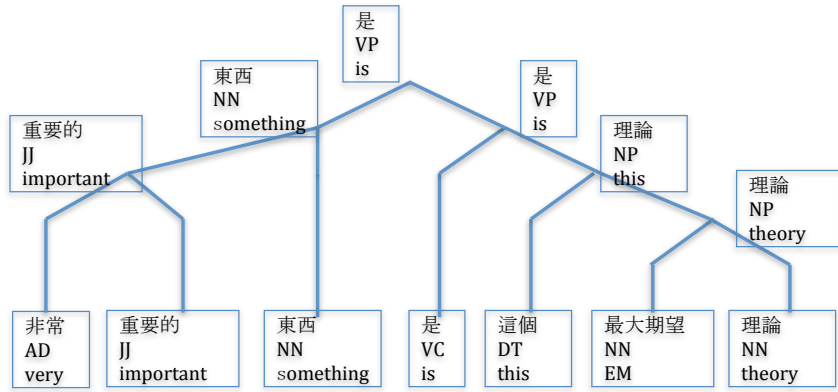 是
VP
is
東西
NN
something
是
VP
is
重要的
JJ
important
理論
NP
this
理論
NP
theory
非常
AD
very
重要的
JJ
important
東西
NN
something
是
VC
is
這個
DT
this
最大期望
NN
EM
理論
NN
theory